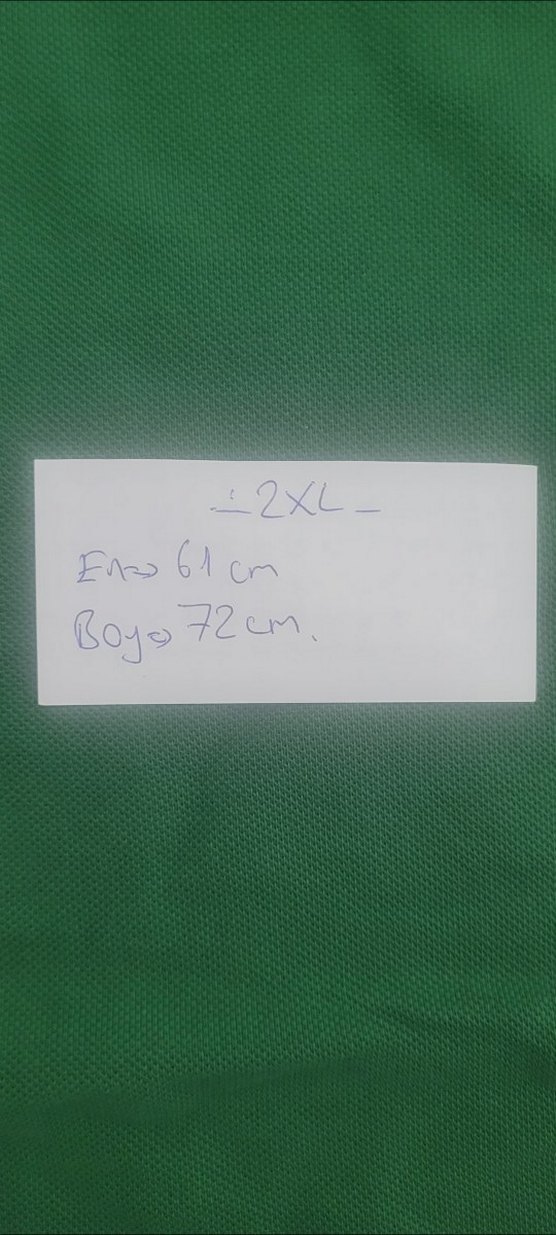 - 2XL -
En=> 61 cm
Boy=> 72 cm.